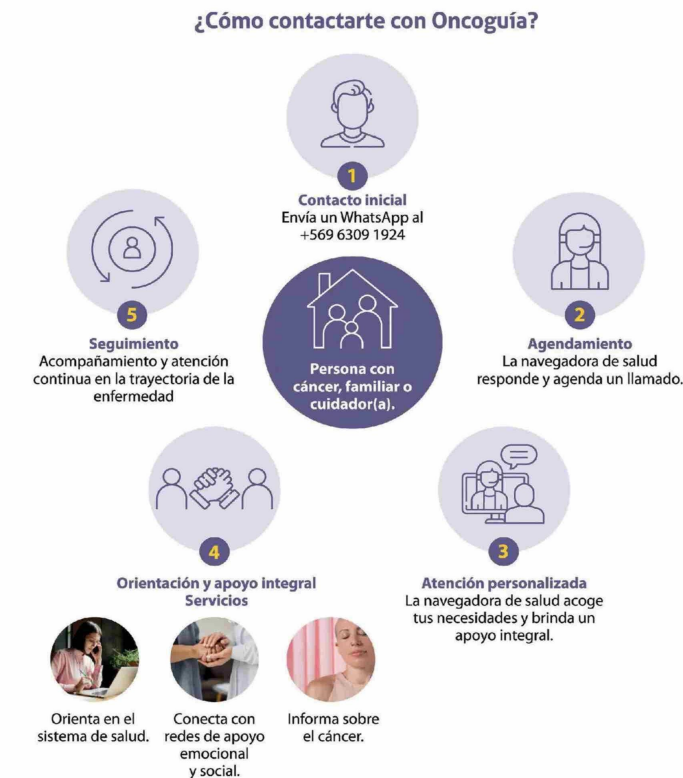 ¿Cómo contactarte con Oncoguía?
1
Contacto inicial
Envía un WhatsApp al
+569 6309 1924
2
Agendamiento
La navegadora de salud
responde y agenda un llamado.
3
Atención personalizada
La navegadora de salud acoge
tus necesidades y brinda un
apoyo integral.
4
Orientación y apoyo integral
Servicios
Orienta en el
sistema de salud.
Conecta con
redes de apoyo
emocional
y social.
Informa sobre
el cáncer.
5
Seguimiento
Acompañamiento y atención
continua en la trayectoria de la
enfermedad
Persona con
cáncer, familiar o
cuidador(a).